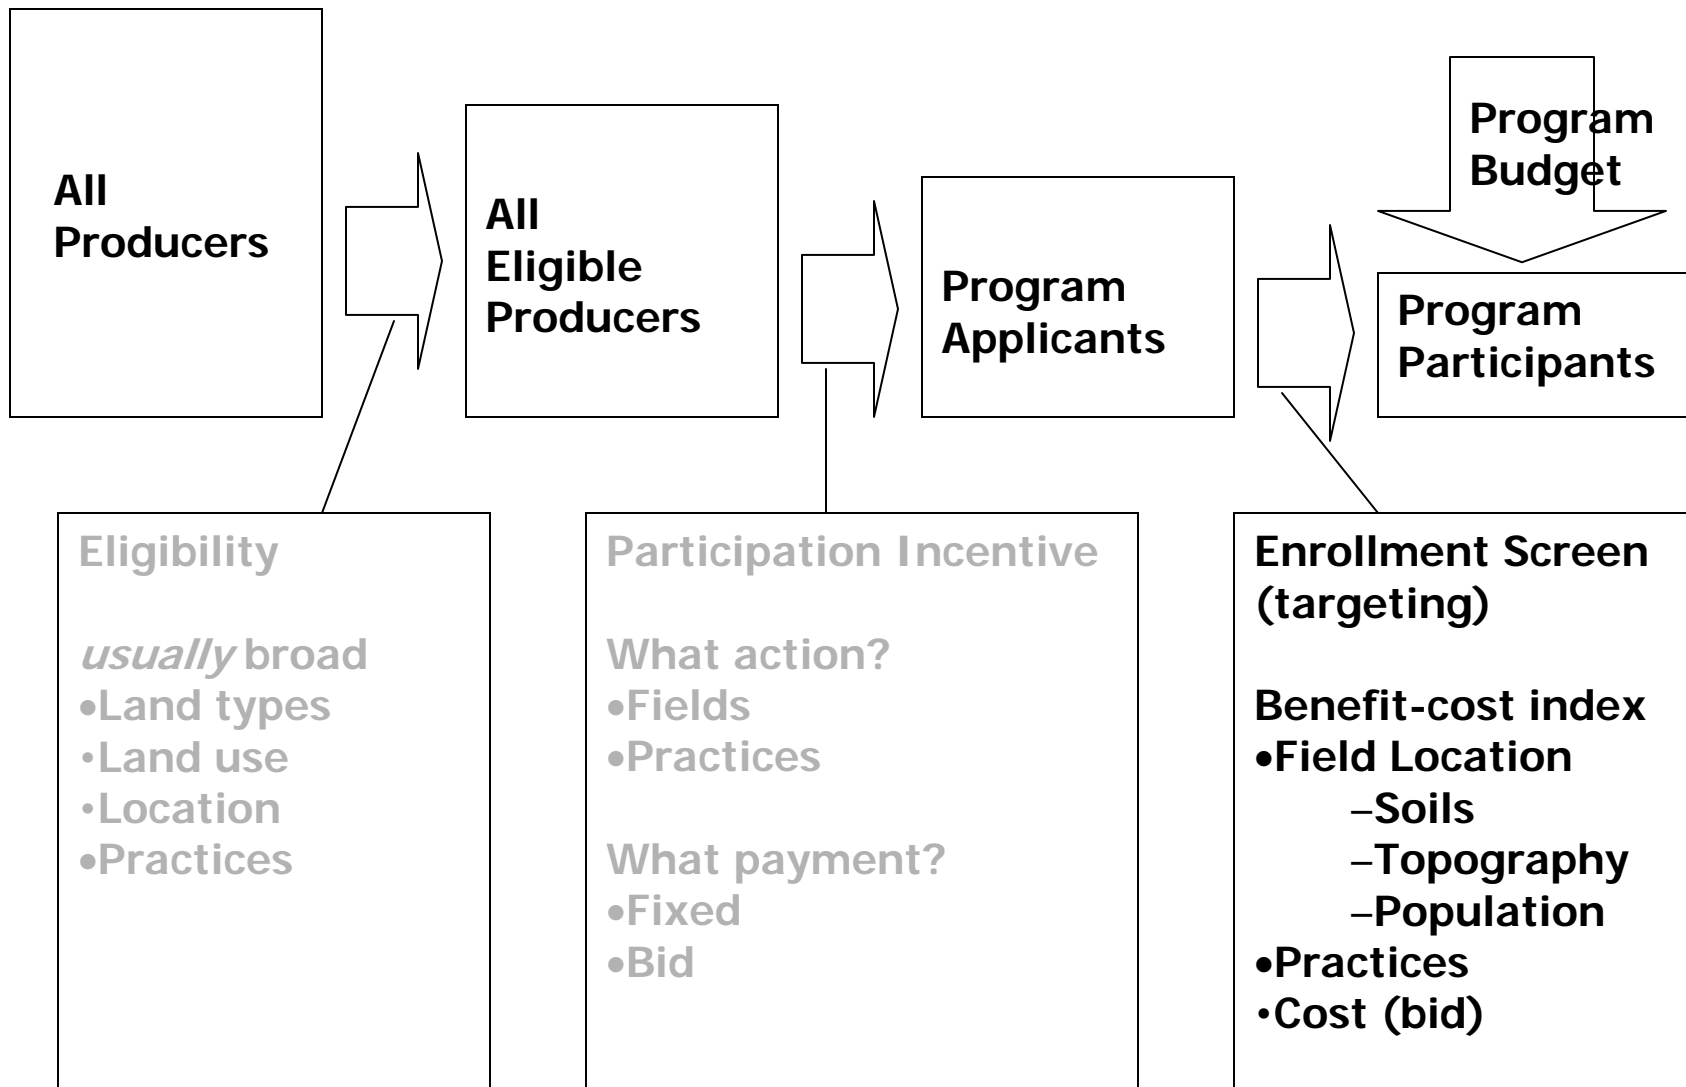 All
Producers
All
Eligible
Producers
Program
Applicants
Program
Budget
Program
Participants
Eligibility
usually broad
•Land types
•Land use
•Location
•Practices
Participation Incentive
What action?
•Fields
•Practices
What payment?
•Fixed
•Bid
Enrollment Screen
(targeting)
Benefit-cost index
•Field Location
–Soils
–Topography
–Population
•Practices
•Cost (bid)